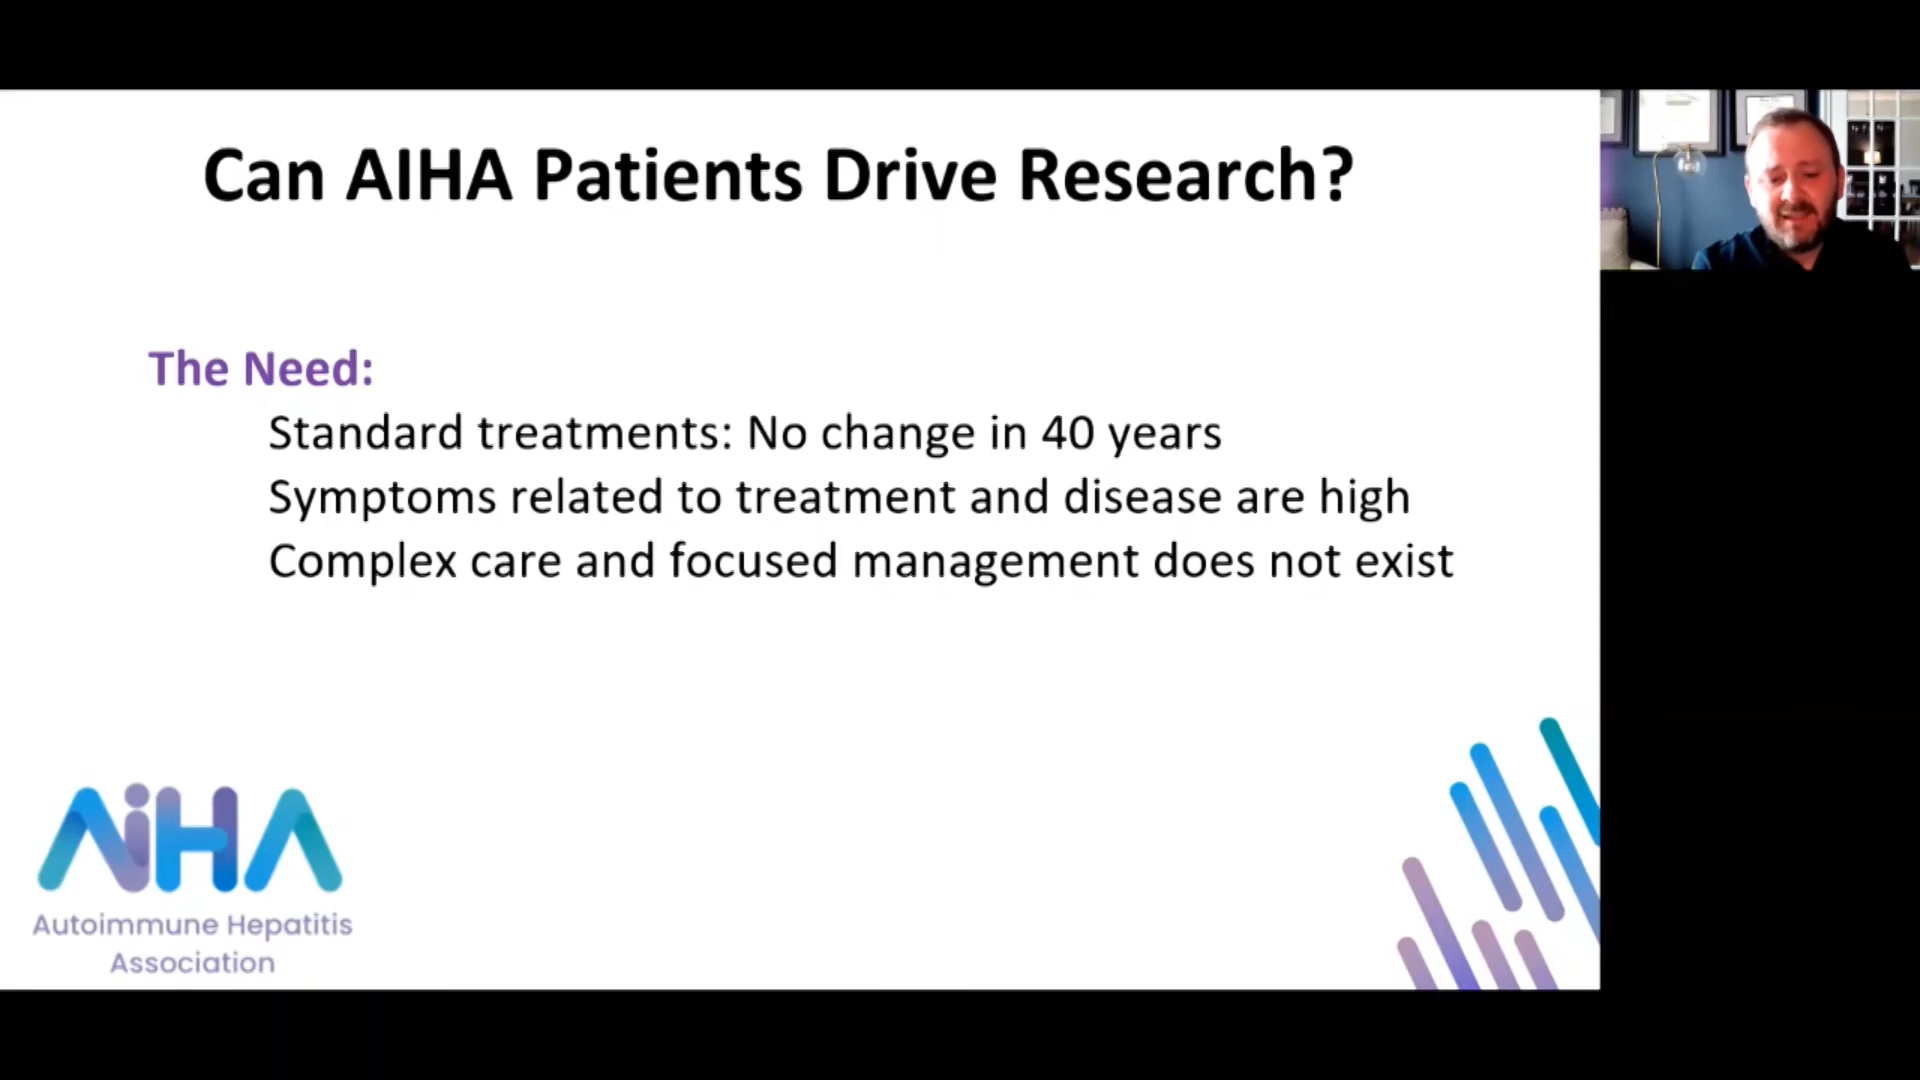 Can AIHA Patients Drive Research?
The Need:
Standard treatments: No change in 40 years
Symptoms related to treatment and disease are high
Complex care and focused management does not exist
AiHA
Autoimmune Hepatitis
Association